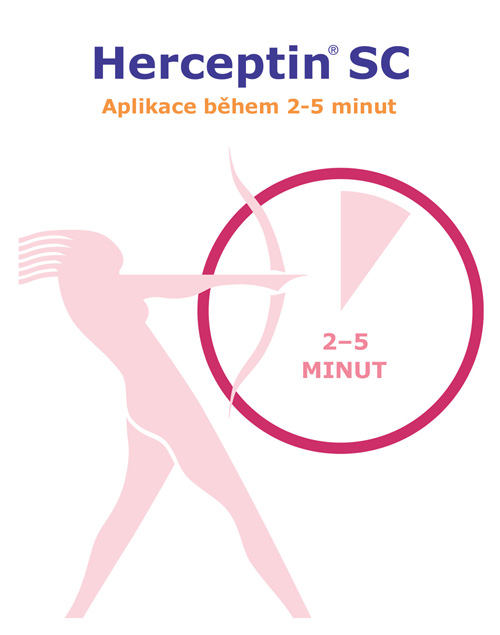 Herceptin® SC
Aplikace během 2-5 minut
2–5
MINUT